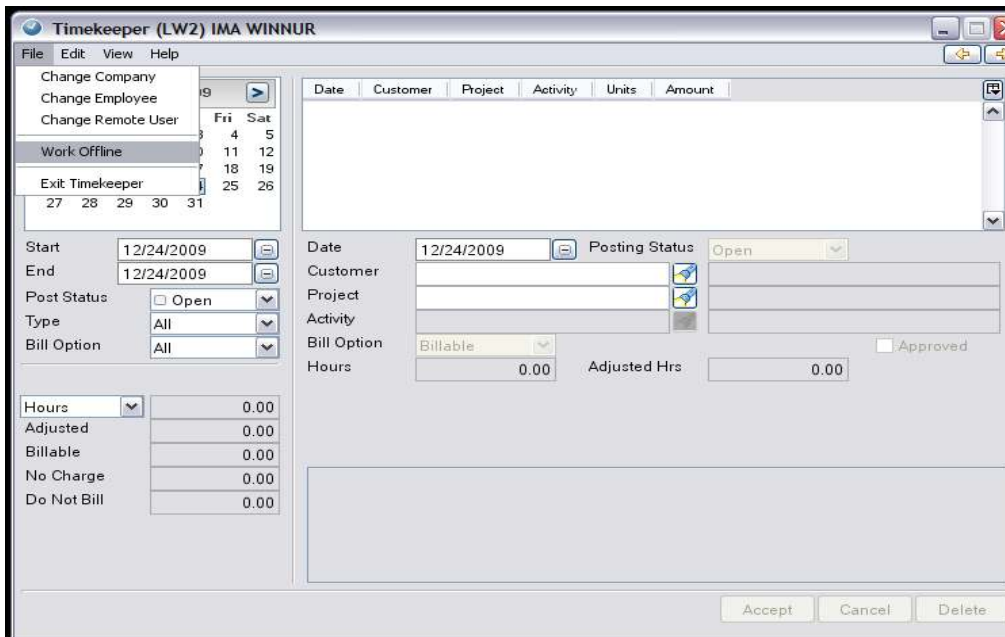 Timekeeper (LW2) IMA WINNUR
File Edit View Help
Change Company
Change Employee
Change Remote User
Work Offline
Exit Timekeeper
Fri Sat
4 5
11 12
18 19
25 26
27 28 29 30 31
Date Customer Project Activity Units Amount
Start 12/24/2009
End 12/24/2009
Post Status Open
Type All
Bill Option All
Hours 0.00
Adjusted 0.00
Billable 0.00
No Charge 0.00
Do Not Bill 0.00
Date 12/24/2009 Posting Status Open
Customer
Project
Activity
Bill Option Billable Approved
Hours 0.00 Adjusted Hrs 0.00
Accept Cancel Delete